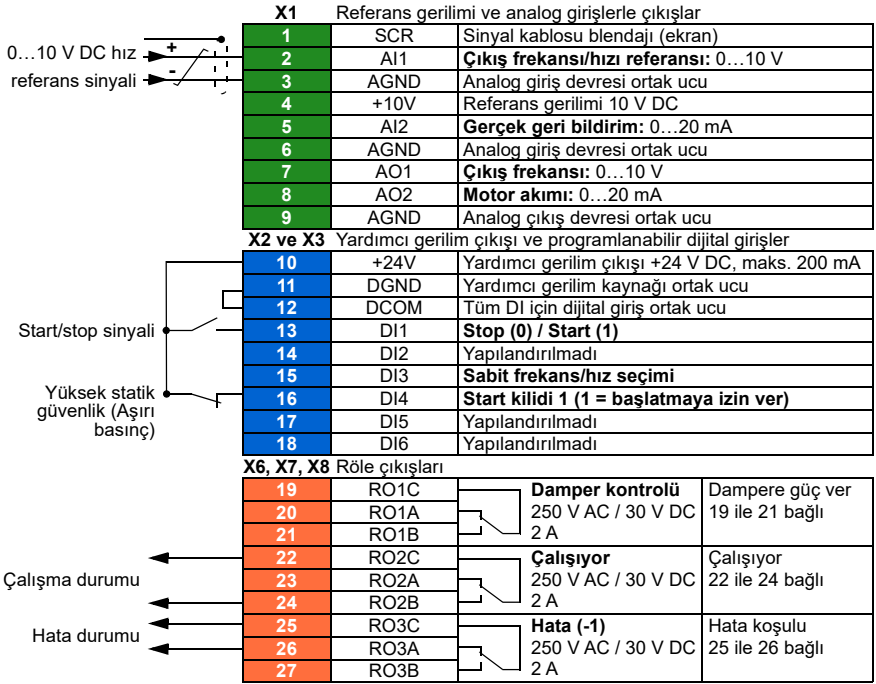 X1 Referans gerilimi ve analog girişlerle çıkışlar
1 SCR Sinyal kablosu blendajı (ekran)
0…10 V DC hız + 2 AI1 Çıkış frekansı/hızı referansı: 0…10 V
referans sinyali - 3 AGND Analog giriş devresi ortak ucu
4 +10V Referans gerilimi 10 V DC
5 AI2 Gerçek geri bildirim: 0…20 mA
6 AGND Analog giriş devresi ortak ucu
7 AO1 Çıkış frekansı: 0…10 V
8 AO2 Motor akımı: 0…20 mA
9 AGND Analog çıkış devresi ortak ucu
X2 ve X3 Yardımcı gerilim çıkışı ve programlanabilir dijital girişler
10 +24V Yardımcı gerilim çıkışı +24 V DC, maks. 200 mA
11 DGND Yardımcı gerilim kaynağı ortak ucu
12 DCOM Tüm DI için dijital giriş ortak ucu
Start/stop sinyali 13 DI1 Stop (0) / Start (1)
14 DI2 Yapılandırılmadı
15 DI3 Sabit frekans/hız seçimi
Yüksek statik
güvenlik (Aşırı
basınç)
16 DI4 Start kilidi 1 (1 = başlatmaya izin ver)
17 DI5 Yapılandırılmadı
18 DI6 Yapılandırılmadı
X6, X7, X8 Röle çıkışları
19 RO1C Damper kontrolü Dampere güç ver
20 RO1A 250 V AC / 30 V DC 19 ile 21 bağlı
21 RO1B 2 A
22 RO2C Çalışıyor Çalışıyor
Çalışma durumu 23 RO2A 250 V AC / 30 V DC 22 ile 24 bağlı
24 RO2B 2 A
25 RO3C Hata (-1) Hata koşulu
Hata durumu 26 RO3A 250 V AC / 30 V DC 25 ile 26 bağlı
27 RO3B 2 A